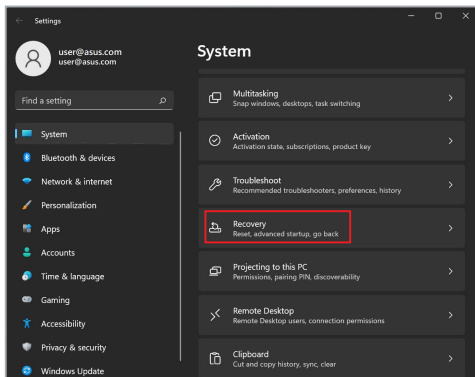 Settings
user@asus.com
user@asus.com
Find a setting
System
Bluetooth & devices
Network & internet
Personalization
Apps
Accounts
Time & language
Gaming
Accessibility
Privacy & security
Windows Update
System
Multitasking
Snap windows, desktops, task switching
Activation
Activation state, subscriptions, product key
Troubleshoot
Recommended troubleshooters, preferences, history
Recovery
Reset, advanced startup, go back
Projecting to this PC
Permissions, pairing PIN, discoverability
Remote Desktop
Remote Desktop users, connection permissions
Clipboard
Cut and copy history, sync, clear